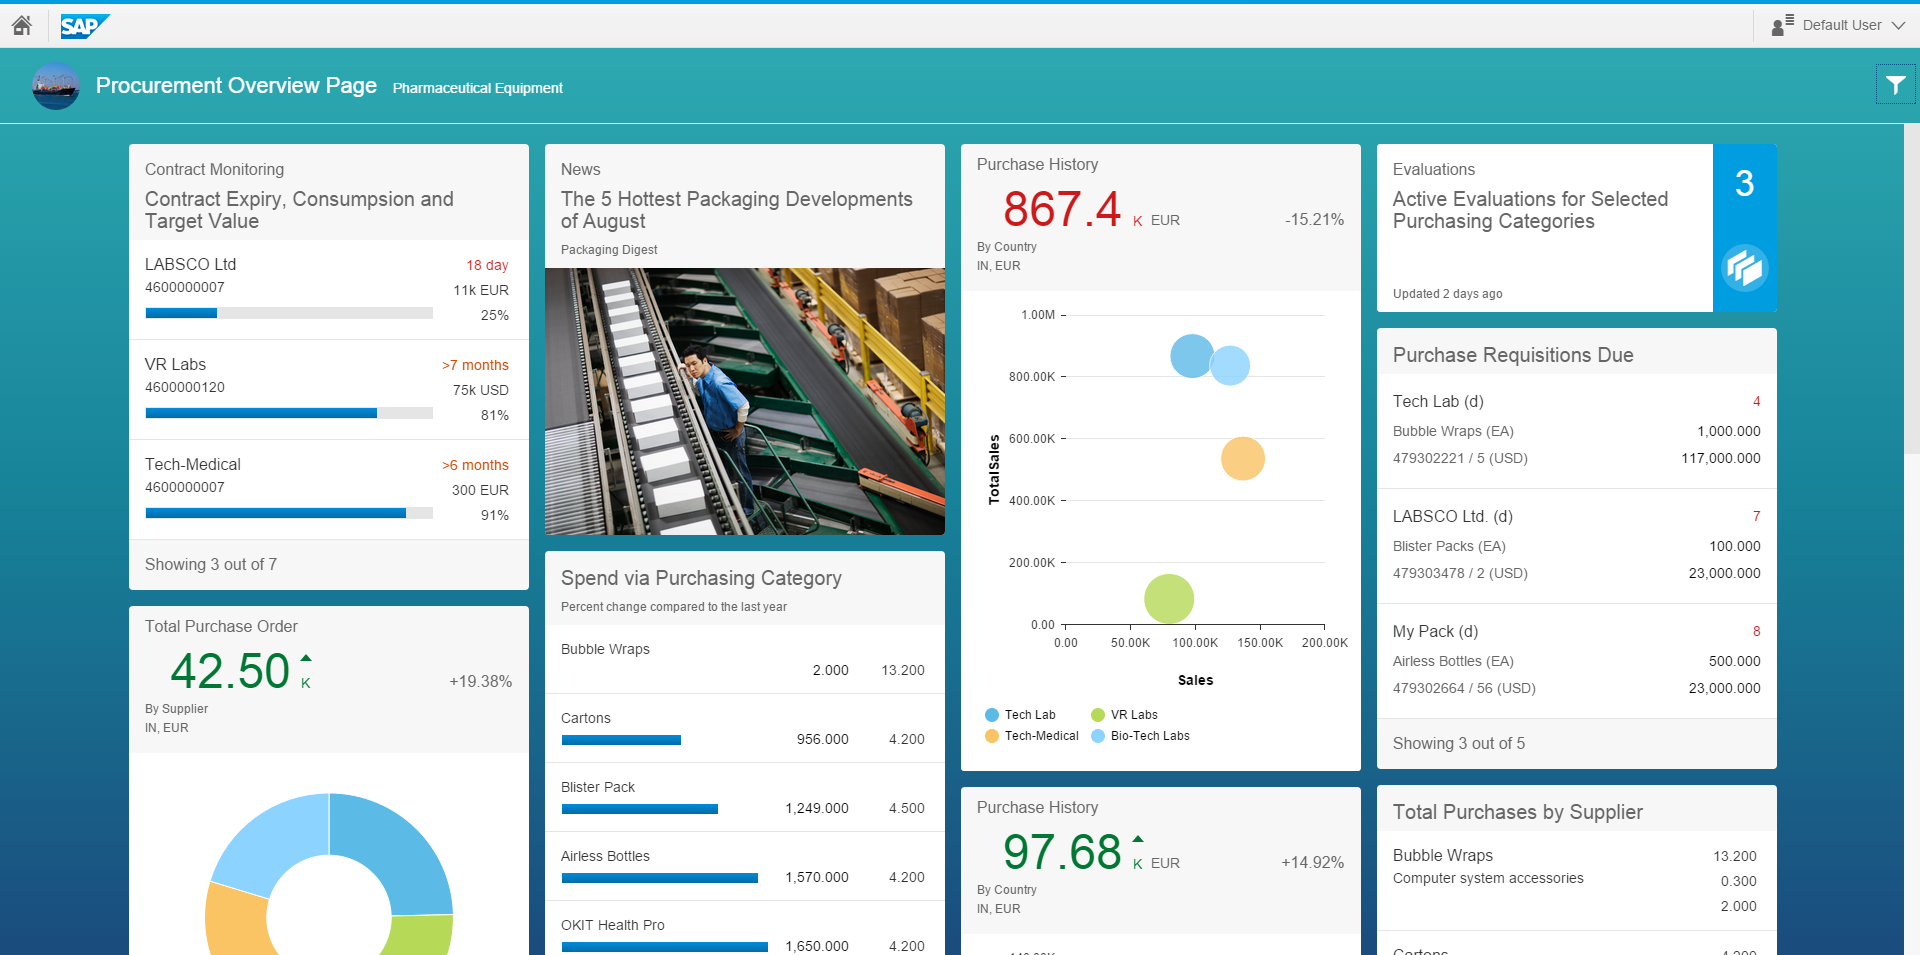 SAP
Default User
Procurement Overview Page
Pharmaceutical Equipment
Contract Monitoring
Contract Expiry, Consumpsion and
Target Value
LABSCO Ltd
18 day
4600000007
11k EUR
25%
VR Labs
>7 months
4600000120
75k USD
81%
Tech-Medical
>6 months
4600000007
300 EUR
91%
Showing 3 out of 7
Total Purchase Order
42.50
K
+19.38%
By Supplier
IN, EUR
News
The 5 Hottest Packaging Developments
of August
Packaging Digest
Spend via Purchasing Category
Percent change compared to the last year
Bubble Wraps
2.000 13.200
Cartons
956.000 4.200
Blister Pack
1,249.000 4.500
Airless Bottles
1,570.000 4.200
OKIT Health Pro
1,650.000 4.200
Purchase History
867.4 K EUR
-15.21%
By Country
IN, EUR
1.00M
800.00K
600.00K
400.00K
200.00K
0.00
TotalSales
0.00 50.00K 100.00K 150.00K 200.00K
Sales
Tech Lab
VR Labs
Tech-Medical
Bio-Tech Labs
Purchase History
97.68
K EUR
+14.92%
By Country
IN, EUR
Evaluations
Active Evaluations for Selected
Purchasing Categories
Updated 2 days ago
3
Purchase Requisitions Due
Tech Lab (d)
4
Bubble Wraps (EA)
1,000.000
479302221 / 5 (USD)
117,000.000
LABSCO Ltd. (d)
7
Blister Packs (EA)
100.000
479303478 / 2 (USD)
23,000.000
My Pack (d)
8
Airless Bottles (EA)
500.000
479302664 / 56 (USD)
23,000.000
Showing 3 out of 5
Total Purchases by Supplier
Bubble Wraps
13.200
Computer system accessories
0.300
2.000
Cartons
4.200